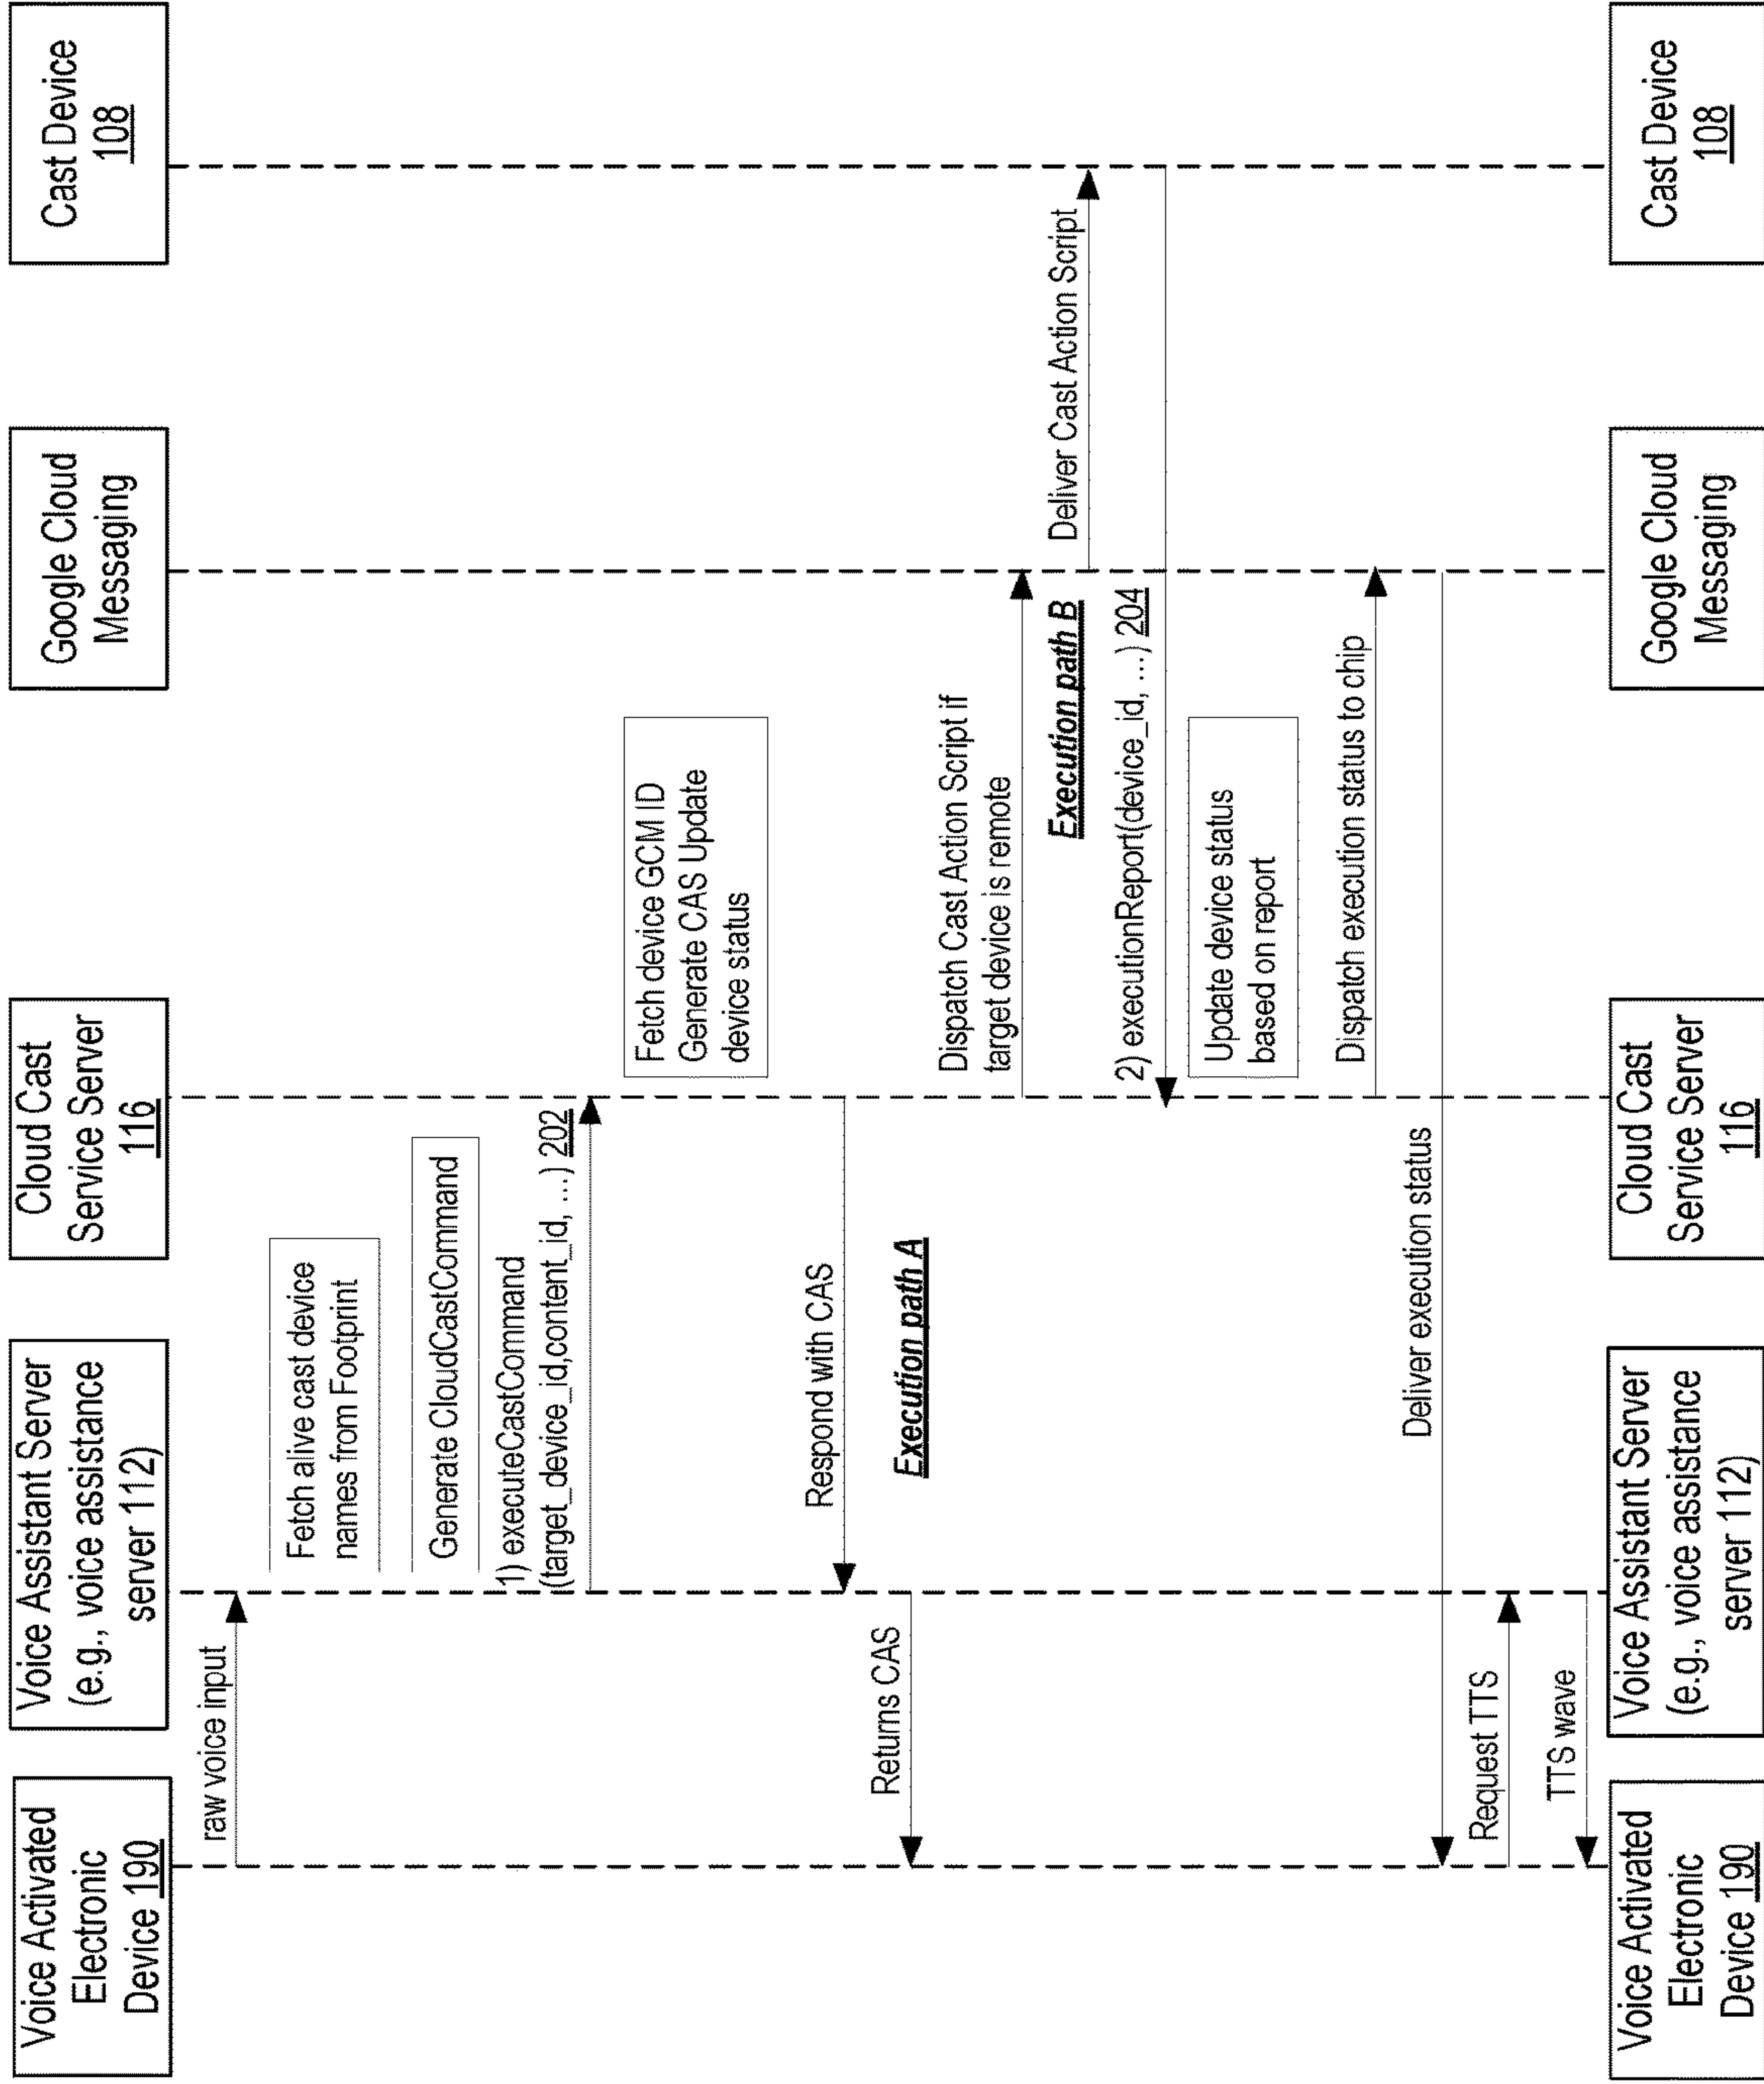 Voice Activated
Electronic
Device 190
Voice Assistant Server
(e.g., voice assistance
server 112)
Cloud Cast
Service Server
116
Google Cloud
Messaging
Cast Device
108
raw voice input
Fetch alive cast device
names from Footprint
Generate CloudCastCommand
1) executeCastCommand
(target_device_id,content_id, ...) 202
Fetch device GCM ID
Generate CAS Update
device status
Respond with CAS
Returns CAS
Execution path A
Dispatch Cast Action Script if
target device is remote
Execution path B
Deliver Cast Action Script
2) executionReport(device_id, ...) 204
Update device status
based on report
Dispatch execution status to chip
Deliver execution status
Request TTS
TTS wave
Voice Activated
Electronic
Device 190
Voice Assistant Server
(e.g., voice assistance
server 112)
Cloud Cast
Service Server
116
Google Cloud
Messaging
Cast Device
108